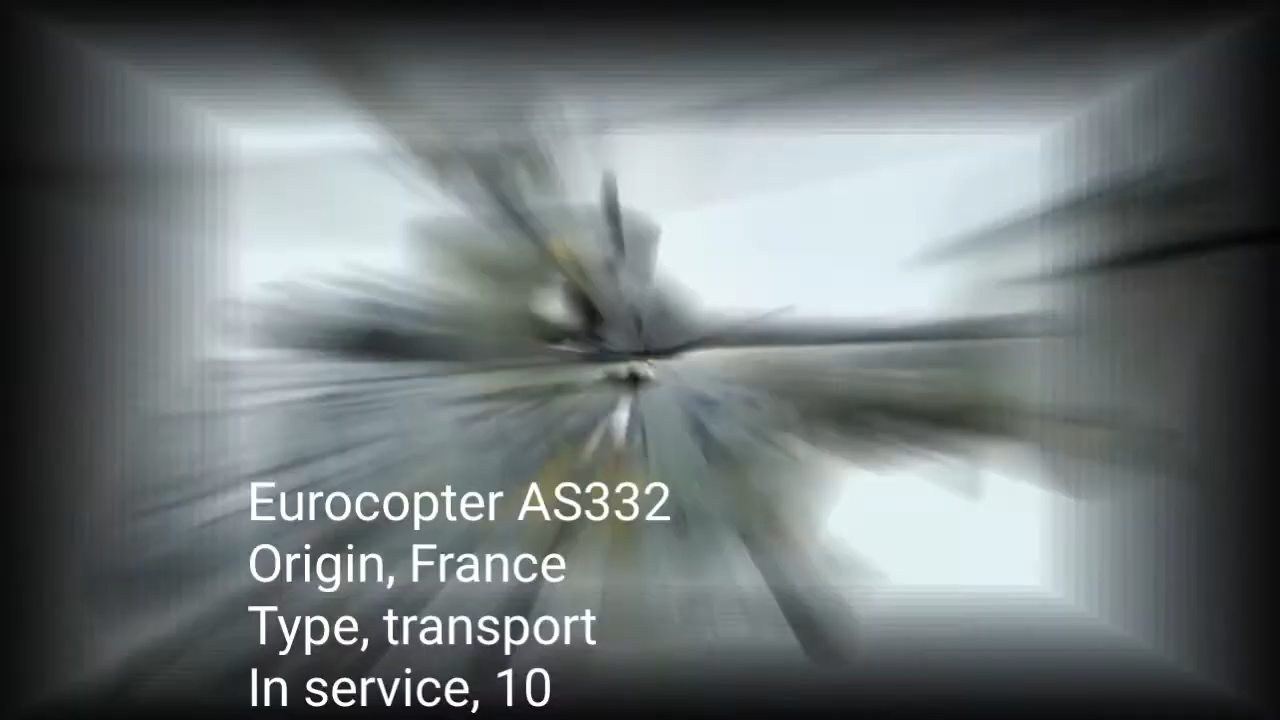 Eurocopter AS332
Origin, France
Type, transport
In service, 10